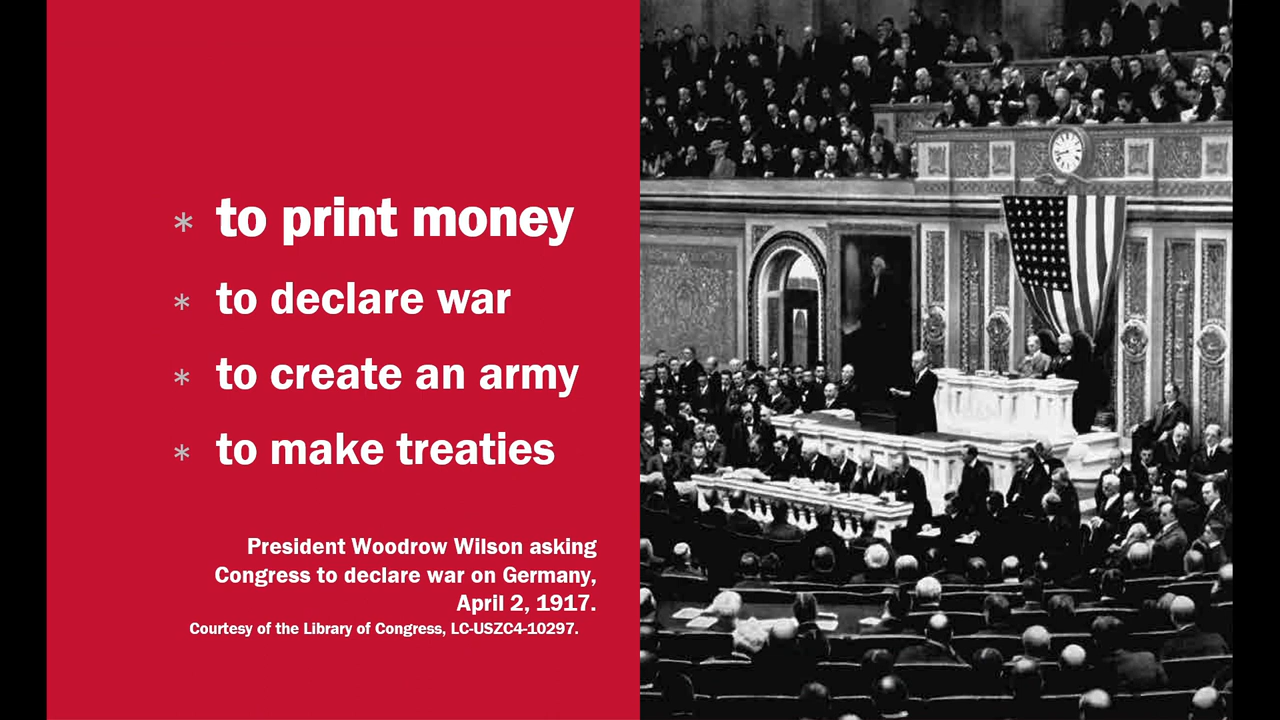 * to print money
* to declare war
* to create an army
* to make treaties
President Woodrow Wilson asking
Congress to declare war on Germany,
April 2, 1917.
Courtesy of the Library of Congress, LC-USZC4-10297.